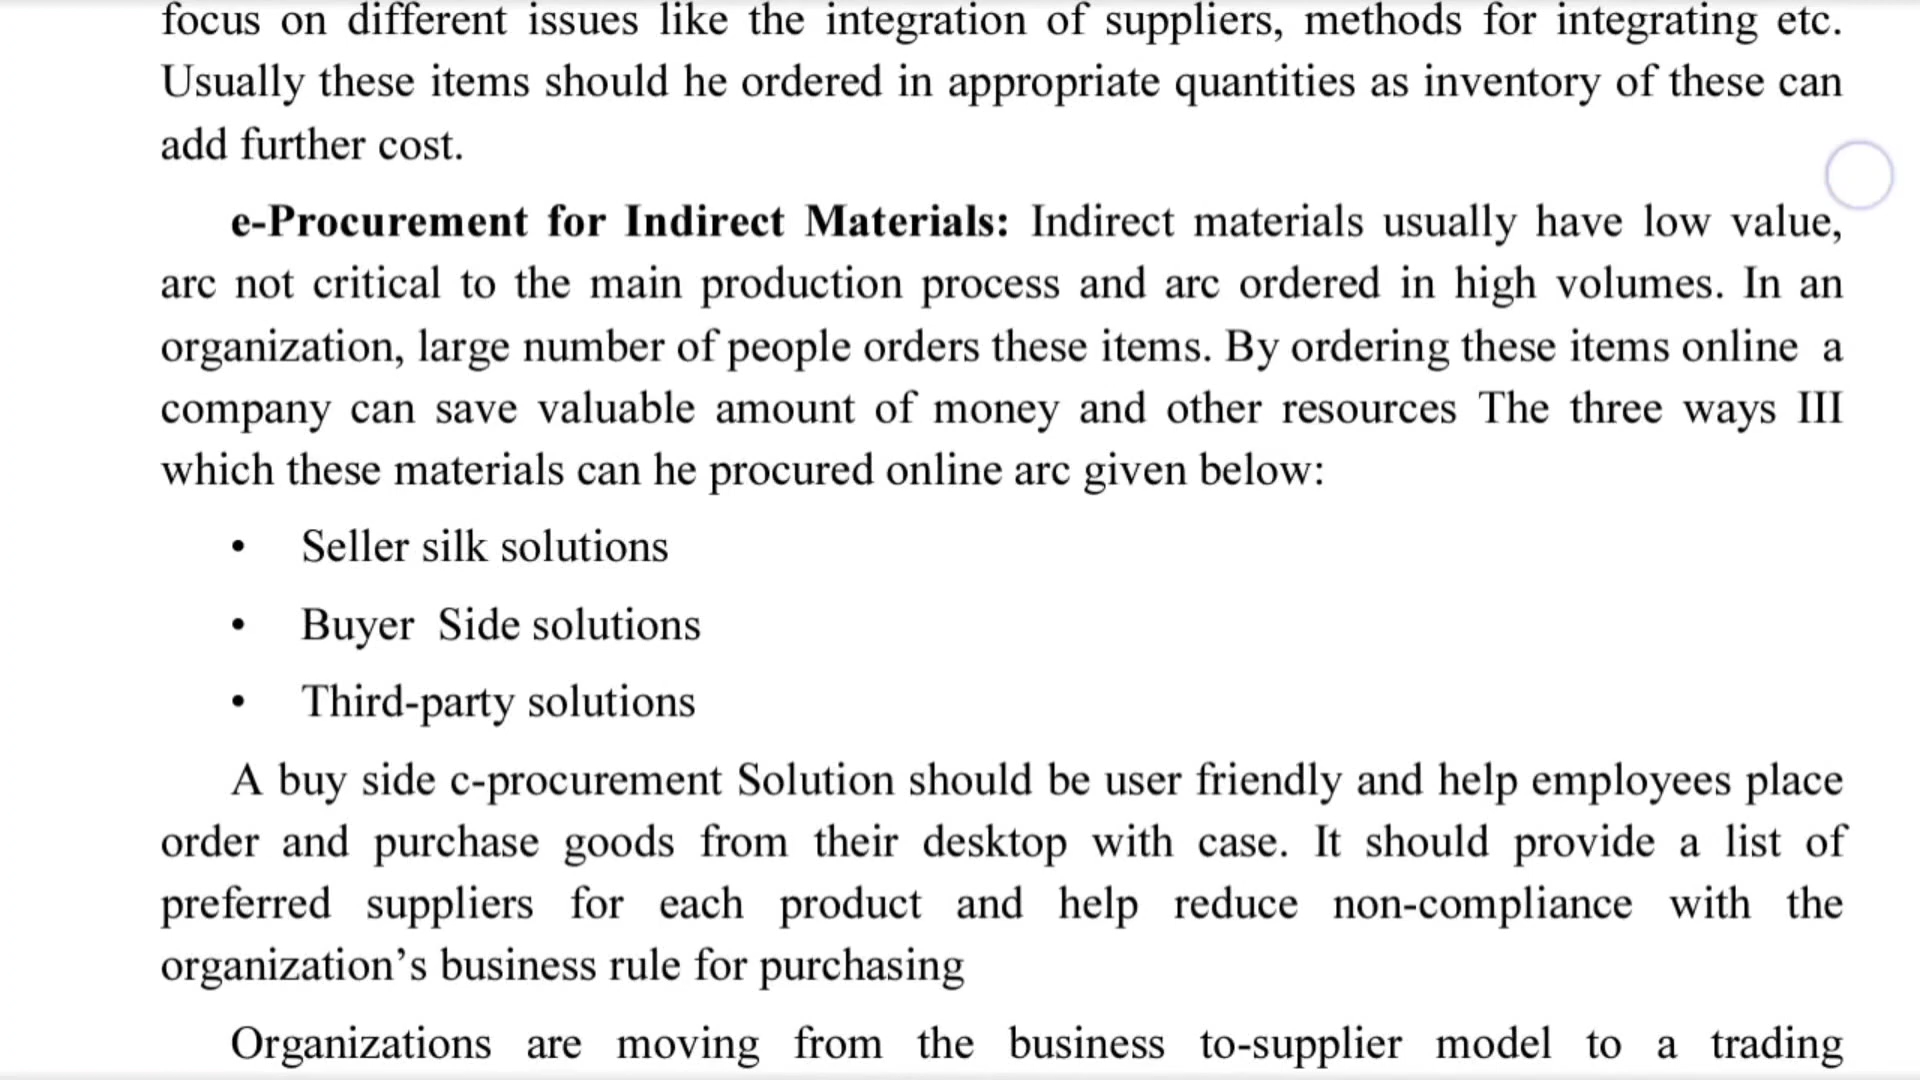 focus on different issues like the integration of suppliers, methods for integrating etc.
Usually these items should he ordered in appropriate quantities as inventory of these can
add further cost.
e-Procurement for Indirect Materials: Indirect materials usually have low value,
arc not critical to the main production process and arc ordered in high volumes. In an
organization, large number of people orders these items. By ordering these items online a
company can save valuable amount of money and other resources The three ways III
which these materials can he procured online arc given below:
• Seller silk solutions
• Buyer Side solutions
• Third-party solutions
A buy side c-procurement Solution should be user friendly and help employees place
order and purchase goods from their desktop with case. It should provide a list of
preferred suppliers for each product and help reduce non-compliance with the
organization’s business rule for purchasing
Organizations are moving from the business to-supplier model to a trading